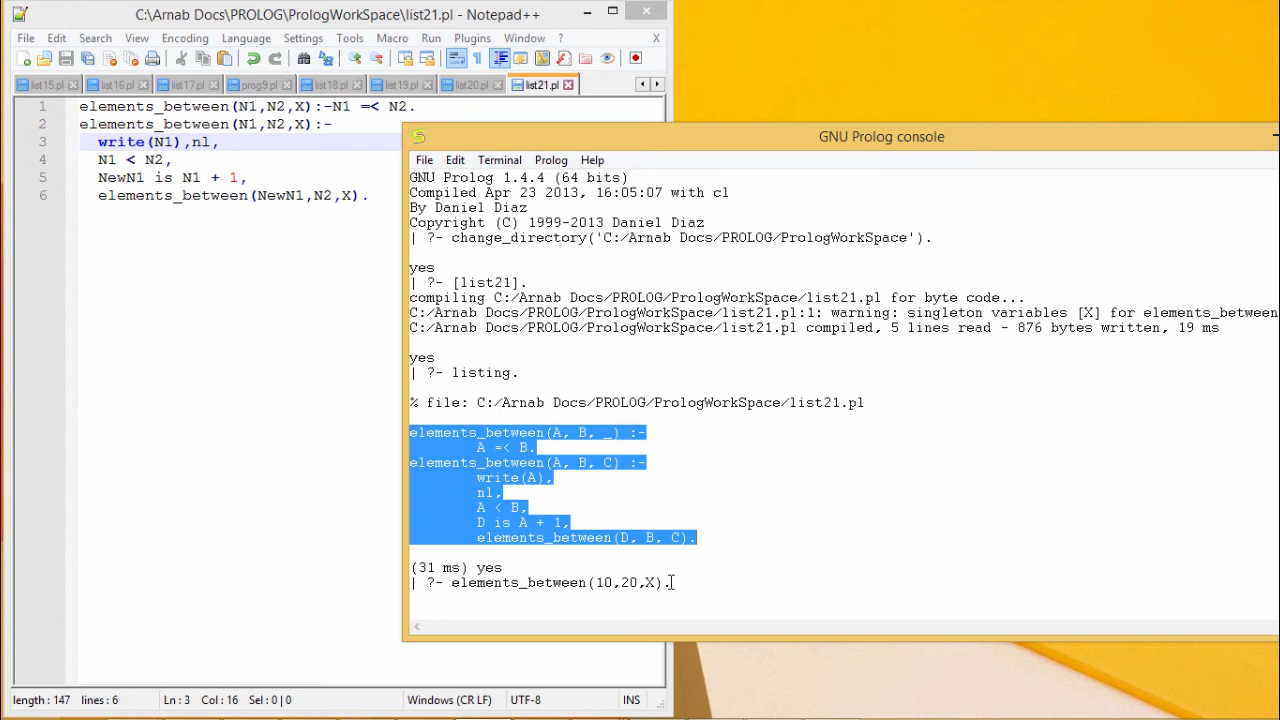 C:\Arnab Docs\PROLOG\PrologWorkSpace\list21.pl - Notepad++
File Edit Search View Encoding Language Settings Tools Macro Run Plugins Window ? X
list15.pl list16.pl list17.pl prog9.pl list18.pl list19.pl list20.pl list21.pl
1 elements_between(N1,N2,X):-N1 =< N2.
2 elements_between(N1,N2,X):-
3 write(N1),nl,
4 N1 < N2,
5 NewN1 is N1 + 1,
6 elements_between(NewN1,N2,X).
length : 147 lines : 6 Ln : 3 Col : 16 Sel : 0 | 0 Windows (CR LF) UTF-8 INS
GNU Prolog console
File Edit Terminal Prolog Help
GNU Prolog 1.4.4 (64 bits)
Compiled Apr 23 2013, 16:05:07 with cl
By Daniel Diaz
Copyright (C) 1999-2013 Daniel Diaz
| ?- change_directory('C:/Arnab Docs/PROLOG/PrologWorkSpace').
yes
| ?- [list21].
compiling C:/Arnab Docs/PROLOG/PrologWorkSpace/list21.pl for byte code...
C:/Arnab Docs/PROLOG/PrologWorkSpace/list21.pl:1: warning: singleton variables [X] for elements_between
C:/Arnab Docs/PROLOG/PrologWorkSpace/list21.pl compiled, 5 lines read - 876 bytes written, 19 ms
yes
| ?- listing.
% file: C:/Arnab Docs/PROLOG/PrologWorkSpace/list21.pl
elements_between(A, B, _) :-
A =< B.
elements_between(A, B, C) :-
write(A),
nl,
A < B,
D is A + 1,
elements_between(D, B, C).
(31 ms) yes
| ?- elements_between(10,20,X).